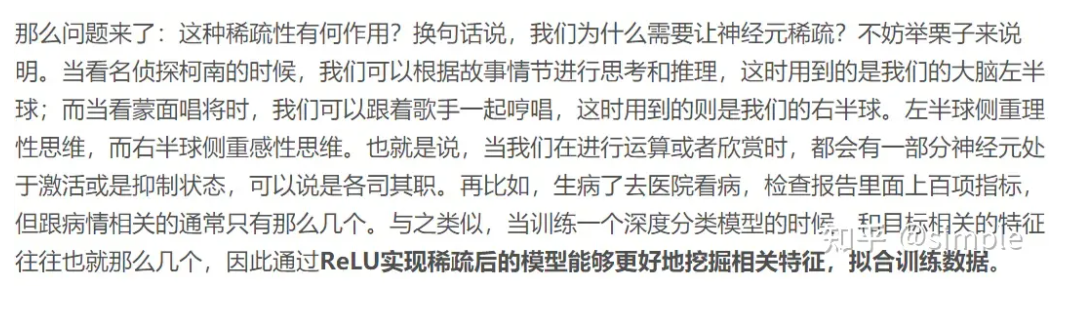 那么问题来了：这种稀疏性有何作用？换句话说，我们为什么需要让神经元稀疏？不妨举栗子来说
明。当看名侦探柯南的时候，我们可以根据故事情节进行思考和推理，这时用到的是我们的大脑左半
球；而当看蒙面唱将时，我们可以跟着歌手一起哼唱，这时用到的则是我们的右半球。左半球侧重理
性思维，而右半球侧重感性思维。也就是说，当我们在进行运算或者欣赏时，都会有一部分神经元处
于激活或是抑制状态，可以说是各司其职。再比如，生病了去医院看病，检查报告里面上百项指标，
但跟病情相关的通常只有那么几个。与之类似，当训练一个深度分类模型的时候，和目标相关的特征
往往也就那么几个，因此通过ReLU实现稀疏后的模型能够更好地挖掘相关特征，拟合训练数据。
知乎 @simple